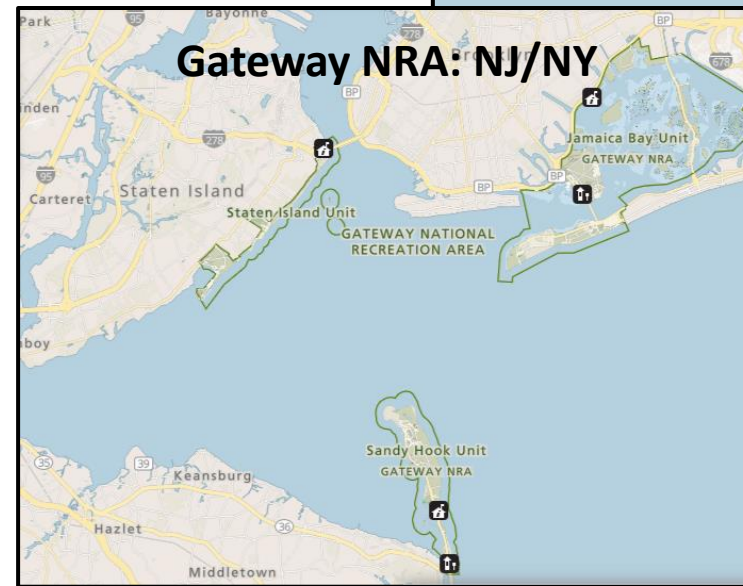 Park
95
Bayonne
278
Gateway NRA: NJ/NY
BP
678
BP
Jamaica Bay Unit
GATEWAY NRA
278
95
Carteret
Staten Island
BP
BP
Staten Island Unit
GATEWAY NATIONAL
RECREATION AREA
Sandy Hook Unit
GATEWAY NRA
35
39
Keansburg
36
Hazlet
Middletown